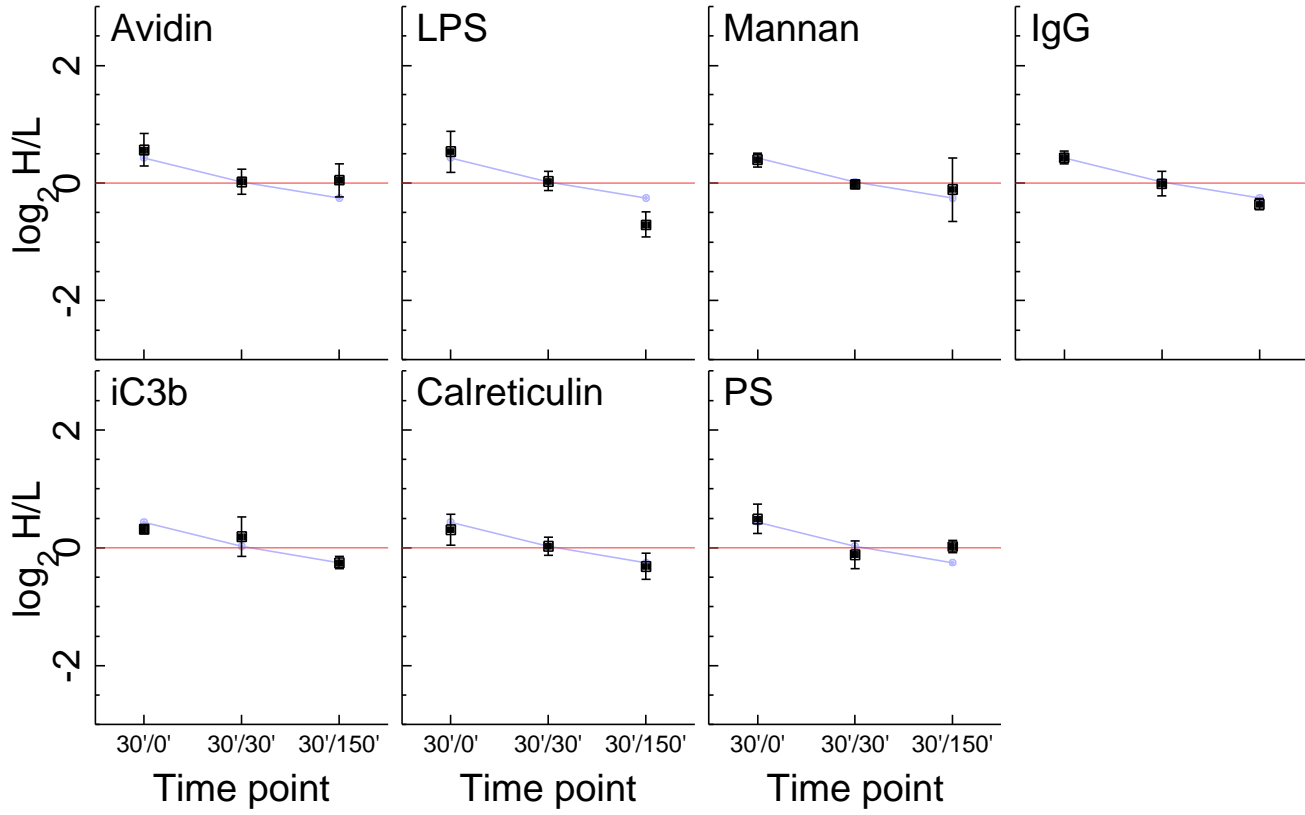 Avidin
LPS
Mannan
IgG
log2 H/L
2
0
-2
iC3b
Calreticulin
PS
log2 H/L
2
0
-2
30'/0' 30'/30' 30'/150'
30'/0' 30'/30' 30'/150'
30'/0' 30'/30' 30'/150'
Time point
Time point
Time point